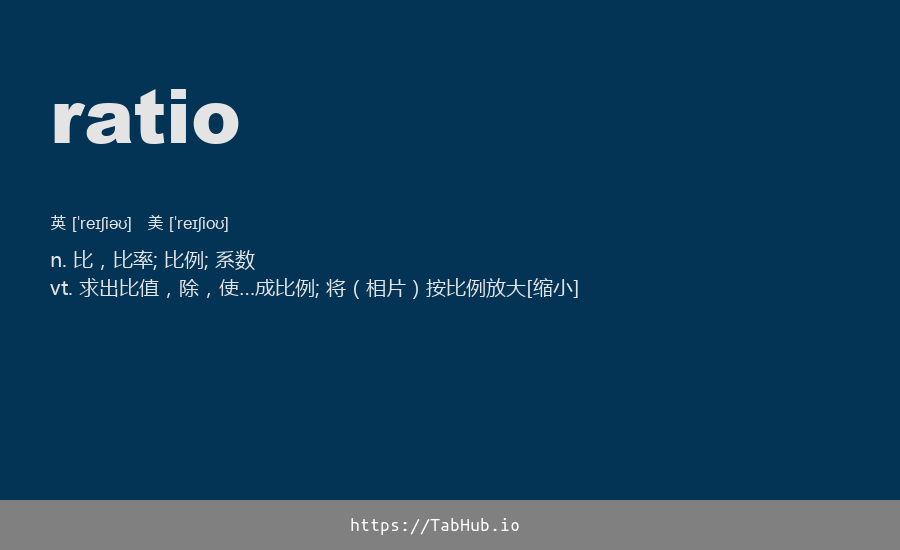 ratio
英 [ˈreɪʃiəʊ] 美 [ˈreɪʃioʊ]
n. 比，比率; 比例; 系数
vt. 求出比值，除，使…成比例; 将（相片）按比例放大[缩小]
https://TabHub.io